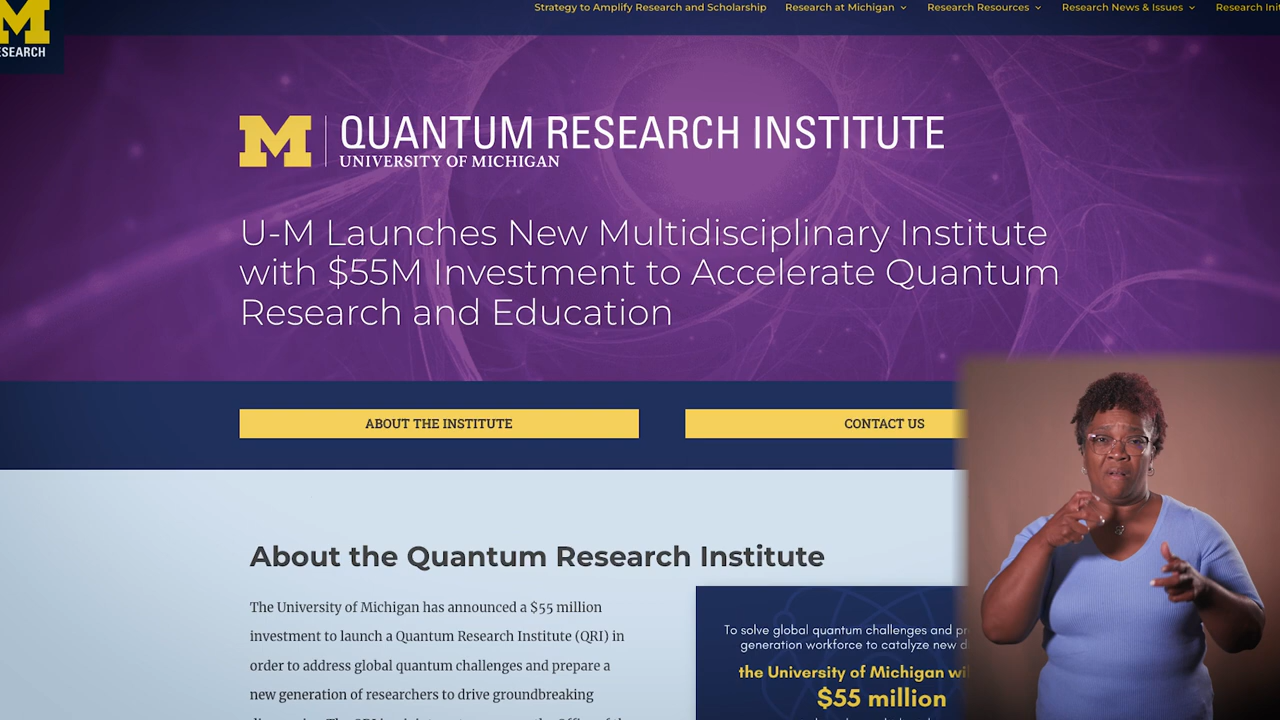 M
Strategy to Amplify Research and Scholarship Research at Michigan Research Resources Research News & Issues Research
M QUANTUM RESEARCH INSTITUTE
UNIVERSITY OF MICHIGAN
U-M Launches New Multidisciplinary Institute
with $55M Investment to Accelerate Quantum
Research and Education
ABOUT THE INSTITUTE
CONTACT US
About the Quantum Research Institute
The University of Michigan has announced a $55 million
investment to launch a Quantum Research Institute (QRI) in
order to address global quantum challenges and prepare a
new generation of researchers to drive groundbreaking
To solve global quantum challenges and
generation workforce to catalyze new
the University of Michigan
$55 million